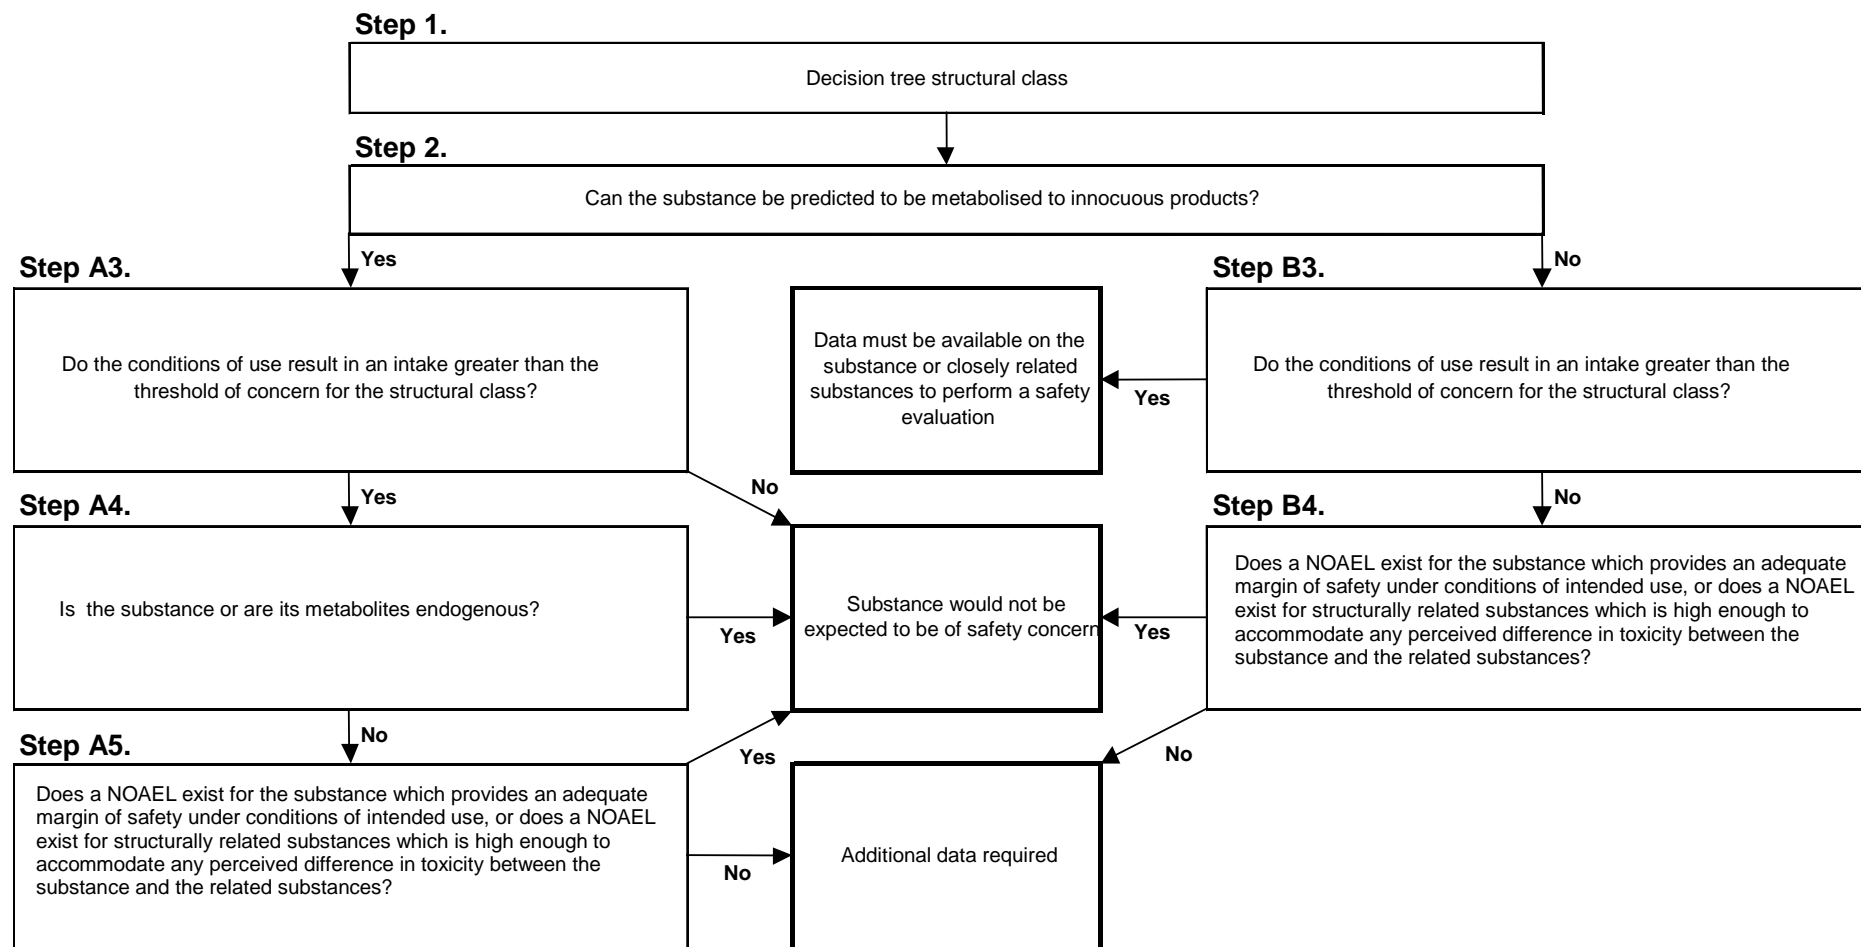 Step 1.
Decision tree structural class
Step 2.
Can the substance be predicted to be metabolised to innocuous products?
Yes
No
Step A3.
Do the conditions of use result in an intake greater than the
threshold of concern for the structural class?
Data must be available on the
substance or closely related
substances to perform a safety
evaluation
Step B3.
Do the conditions of use result in an intake greater than the
threshold of concern for the structural class?
Yes
No
Yes
No
Step A4.
Is the substance or are its metabolites endogenous?
Yes
Substance would not be
expected to be of safety concern
Yes
Step B4.
Does a NOAEL exist for the substance which provides an adequate
margin of safety under conditions of intended use, or does a NOAEL
exist for structurally related substances which is high enough to
accommodate any perceived difference in toxicity between the
substance and the related substances?
No
Yes
No
Step A5.
Does a NOAEL exist for the substance which provides an adequate
margin of safety under conditions of intended use, or does a NOAEL
exist for structurally related substances which is high enough to
accommodate any perceived difference in toxicity between the
substance and the related substances?
No
Additional data required